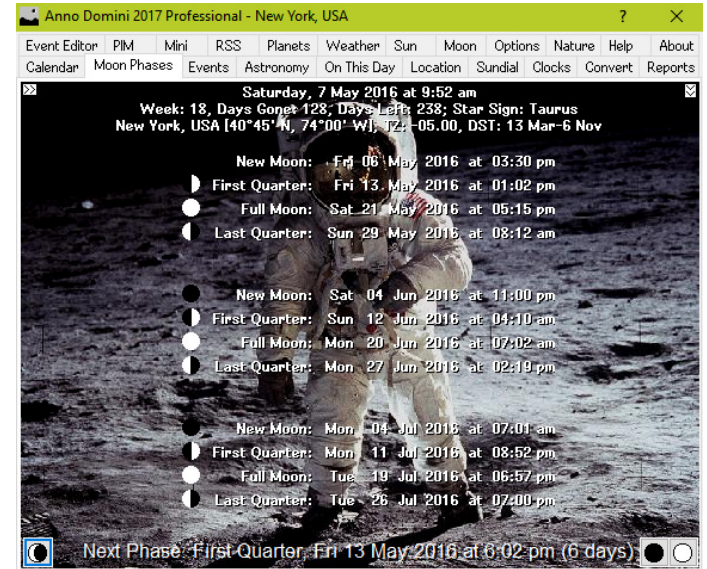 Anno Domini 2017 Professional - New York, USA
Event Editor PIM Mini RSS Planets Weather Sun Moon Options Nature Help About
Calendar Moon Phases Events Astronomy On This Day Location Sundial Clocks Convert Reports
Saturday, 7 May 2016 at 9:52 am
Week: 18, Days Gone: 128; Days Left: 238; Star Sign: Taurus
New York, USA [40°45' N, 74°00' W]; TZ: -05.00, DST: 13 Mar-6 Nov
New Moon: Fri 06 May 2016 at 03:30 pm
First Quarter: Fri 13 May 2016 at 01:02 pm
Full Moon: Sat 21 May 2016 at 05:15 pm
Last Quarter: Sun 29 May 2016 at 08:12 am
New Moon: Sat 04 Jun 2016 at 11:00 pm
First Quarter: Sun 12 Jun 2016 at 04:10 am
Full Moon: Mon 20 Jun 2016 at 07:02 am
Last Quarter: Mon 27 Jun 2016 at 02:19 pm
New Moon: Mon 04 Jul 2016 at 07:01 am
First Quarter: Mon 11 Jul 2016 at 08:52 pm
Full Moon: Tue 19 Jul 2016 at 06:57 pm
Last Quarter: Tue 26 Jul 2016 at 07:00 pm
Next Phase: First Quarter, Fri 13 May 2016 at 6:02 pm (6 days)